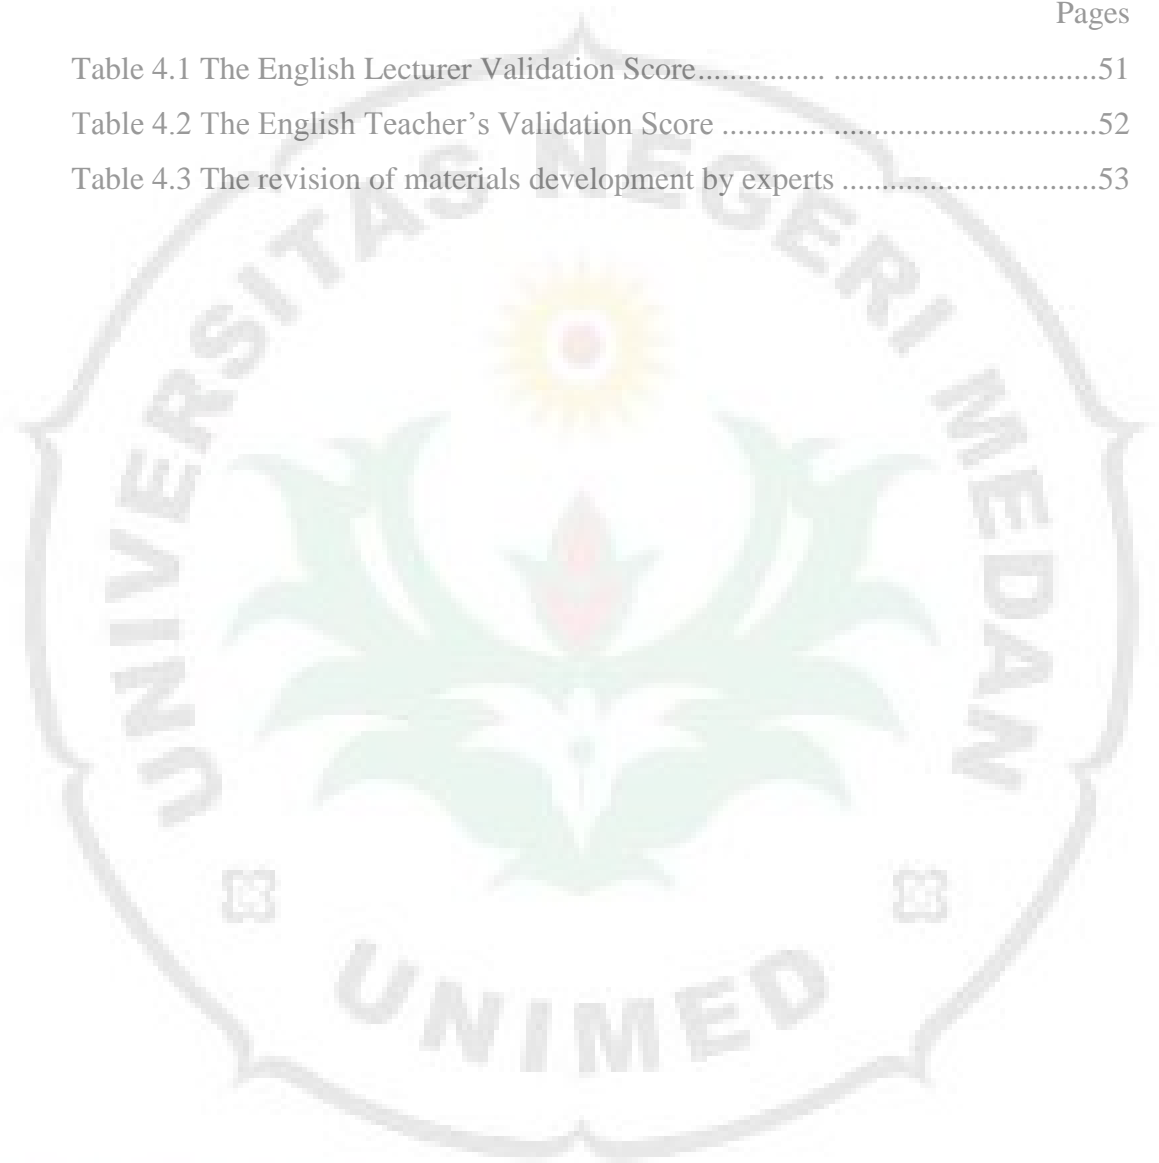 Pages
Table 4.1 The English Lecturer Validation Score............... ..............................51
Table 4.2 The English Teacher’s Validation Score ............ ..............................52
Table 4.3 The revision of materials development by experts .............................53
UNIVERSITAS NEGERI MEDAN
UNIMED